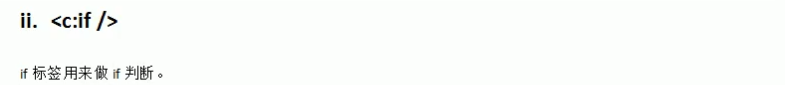 ii. <c:if />
if 标签用来做 if 判断。